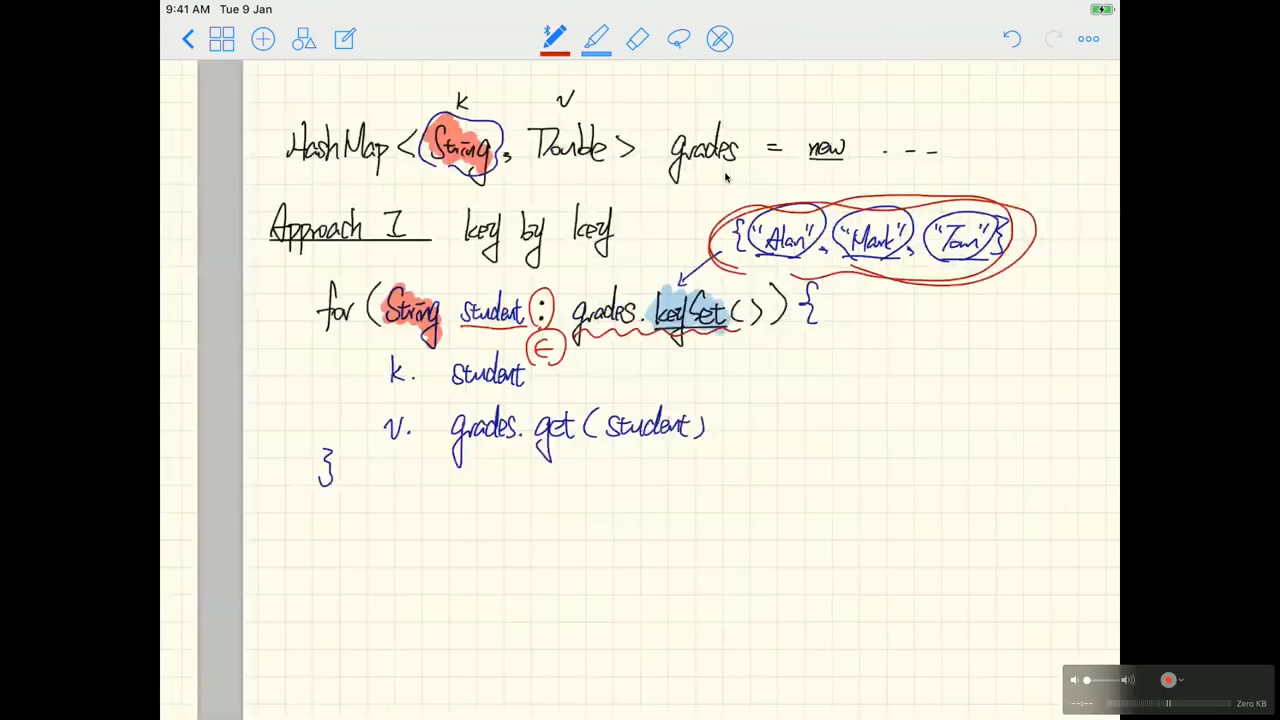 9:41 AM Tue 9 Jan
K V
HashMap < String, Double > grades = new ...
Approach I key by key
{ "Alan", "Mark", "Tom" }
for ( String student : grades. keySet () ) {
∈
k. student
v. grades. get ( student )
}
--:--
Zero KB